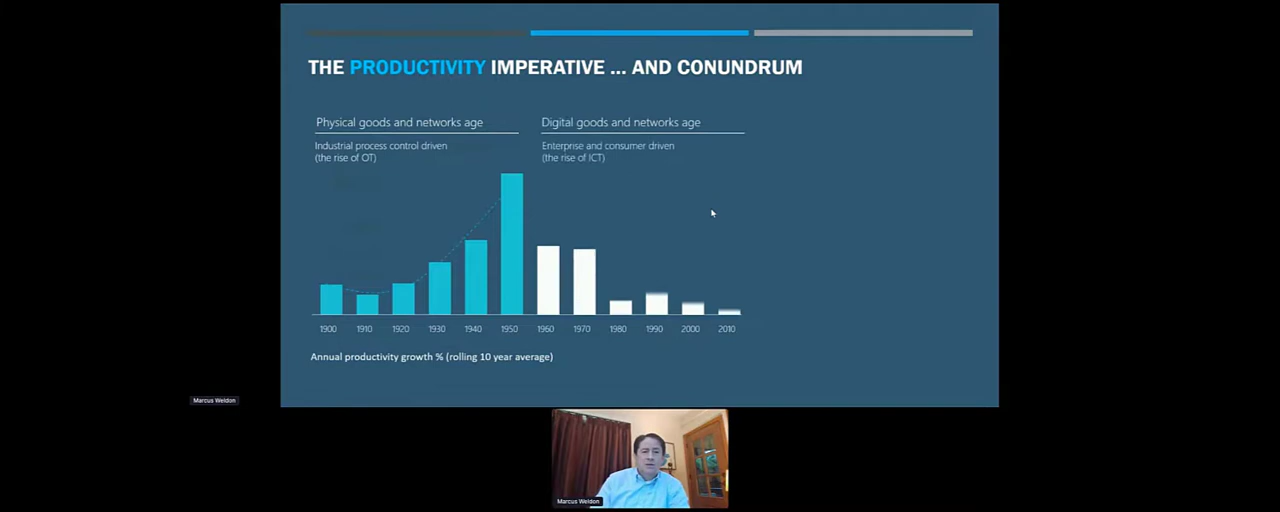 THE PRODUCTIVITY IMPERATIVE ... AND CONUNDRUM
Physical goods and networks age
Industrial process control driven
(the rise of OT)
Digital goods and networks age
Enterprise and consumer driven
(the rise of ICT)
1900 1910 1920 1930 1940 1950 1960 1970 1980 1990 2000 2010
Annual productivity growth % (rolling 10 year average)
Marcus Weldon
Marcus Weldon